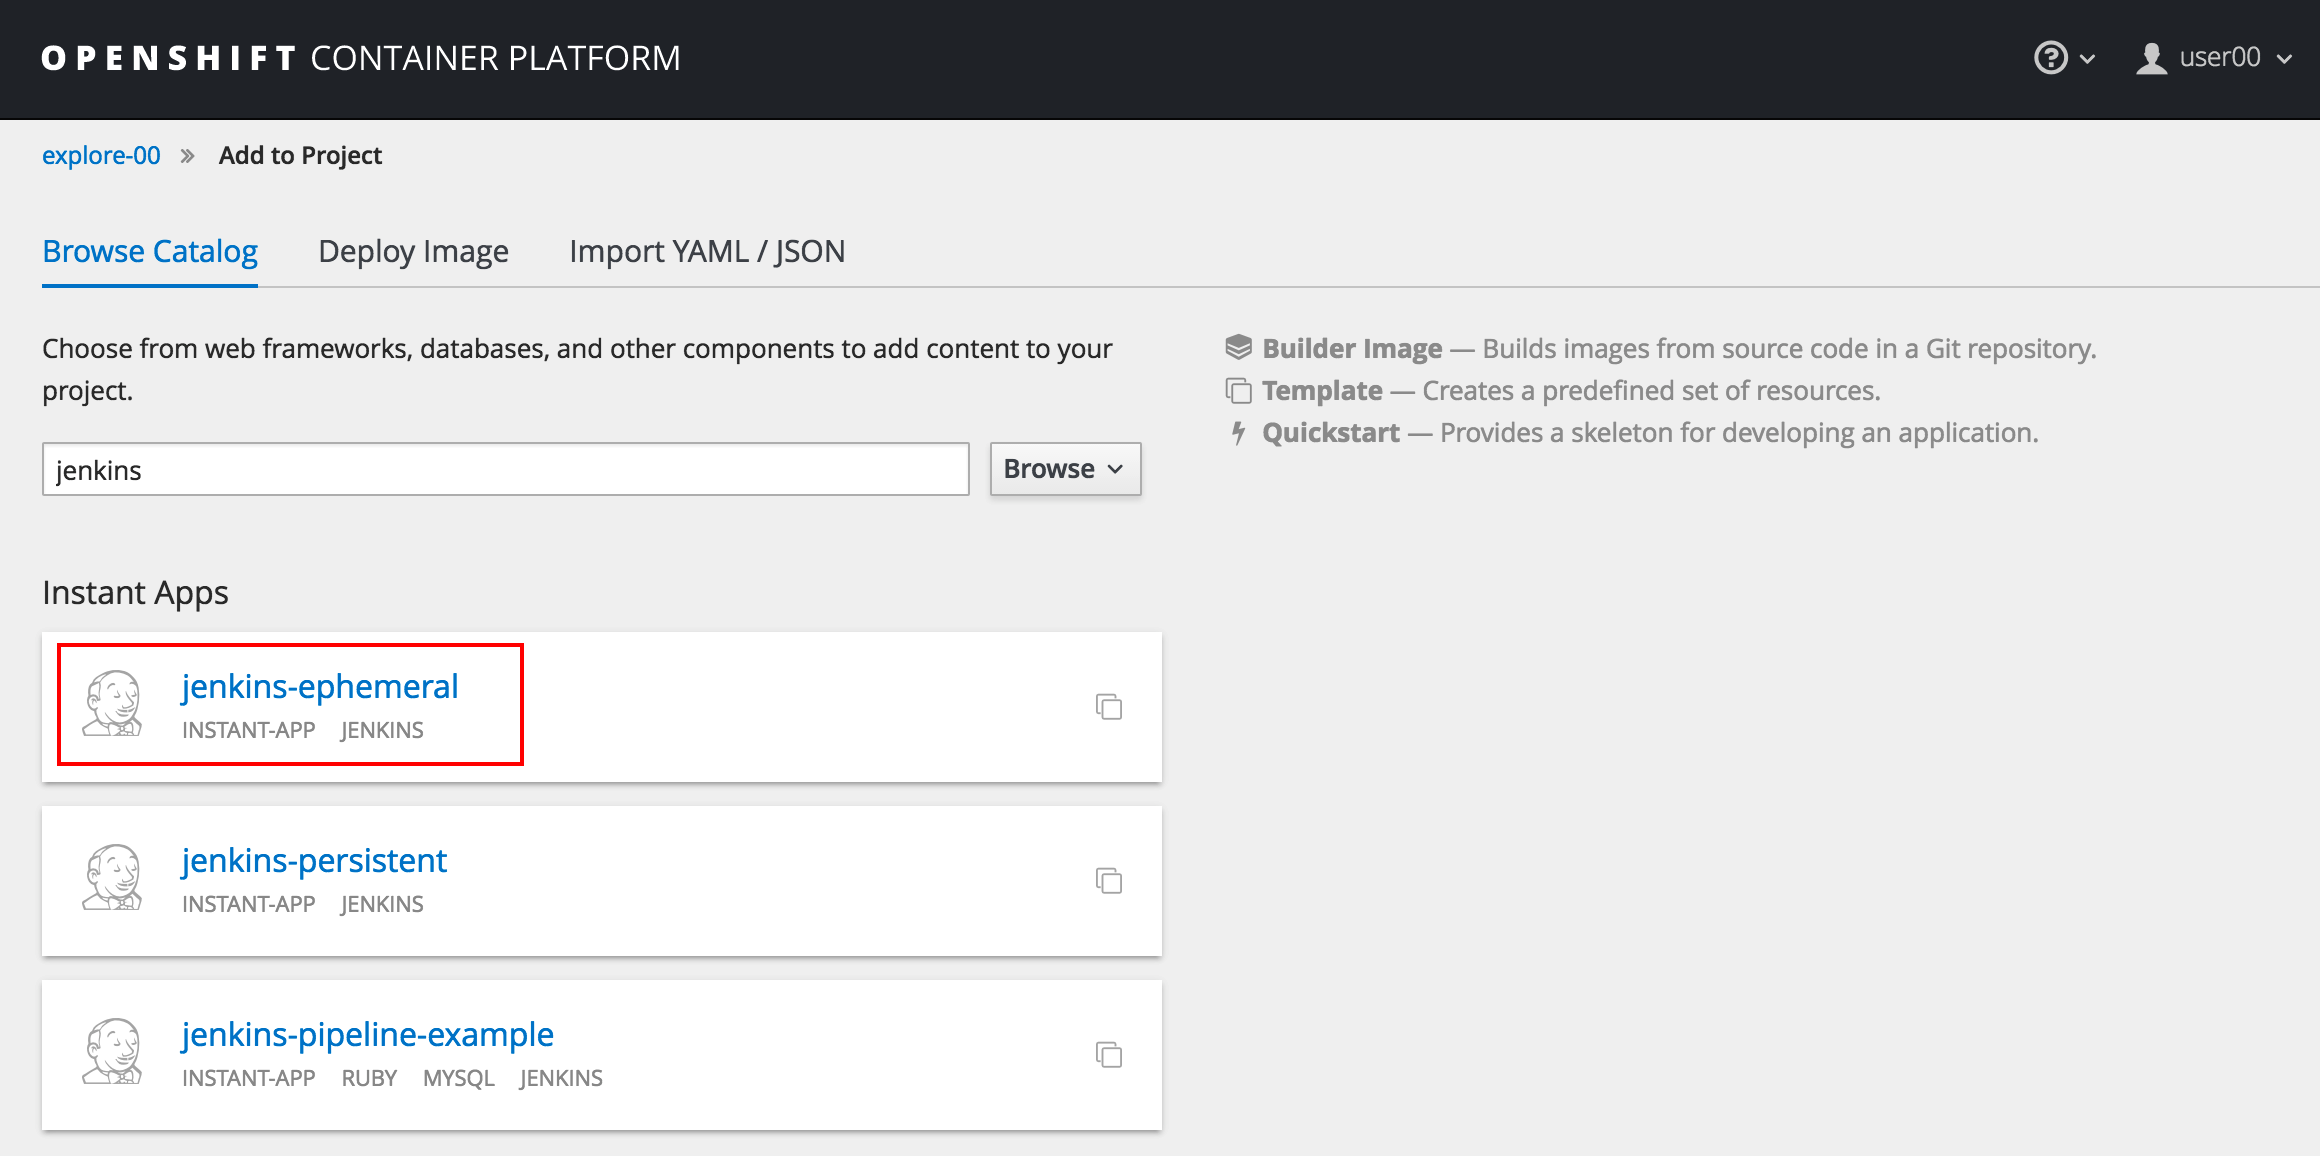 OPENSHIFT CONTAINER PLATFORM
user00
explore-00 » Add to Project
Browse Catalog Deploy Image Import YAML / JSON
Choose from web frameworks, databases, and other components to add content to your
project.
jenkins
Browse
Builder Image — Builds images from source code in a Git repository.
Template — Creates a predefined set of resources.
Quickstart — Provides a skeleton for developing an application.
Instant Apps
jenkins-ephemeral
INSTANT-APP JENKINS
jenkins-persistent
INSTANT-APP JENKINS
jenkins-pipeline-example
INSTANT-APP RUBY MYSQL JENKINS